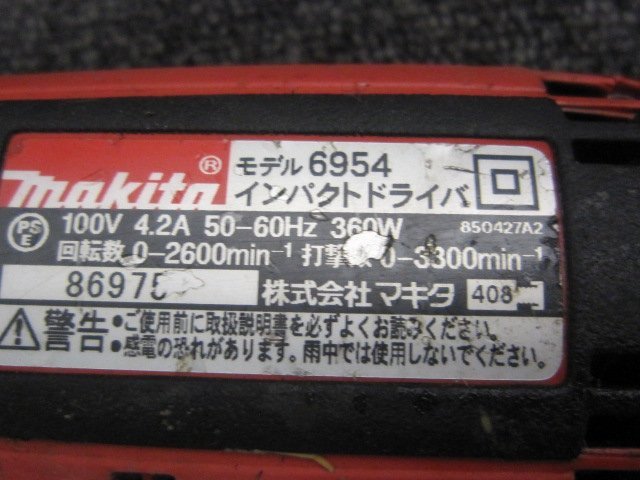 makita® モデル 6954
インパクトドライバ
PS E 100V 4.2A 50-60Hz 360W 850427A2
回転数 0-2600min-1 打撃数 0-3300min-1
86975 株式会社 マキタ 408
警告 • ご使用前に取扱説明書を必ずよくお読みください。
• 感電の恐れがあります。雨中では使用しないでください。